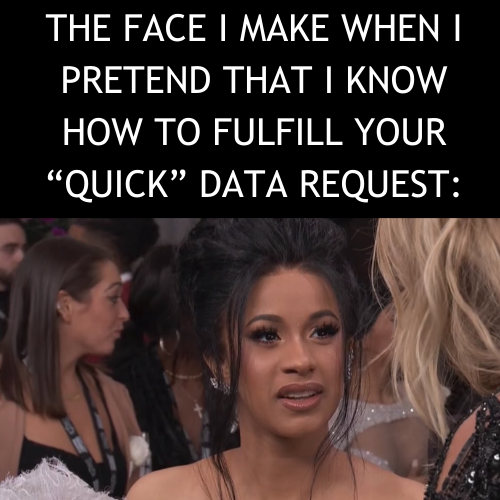 THE FACE I MAKE WHEN I
PRETEND THAT I KNOW
HOW TO FULFILL YOUR
“QUICK” DATA REQUEST: